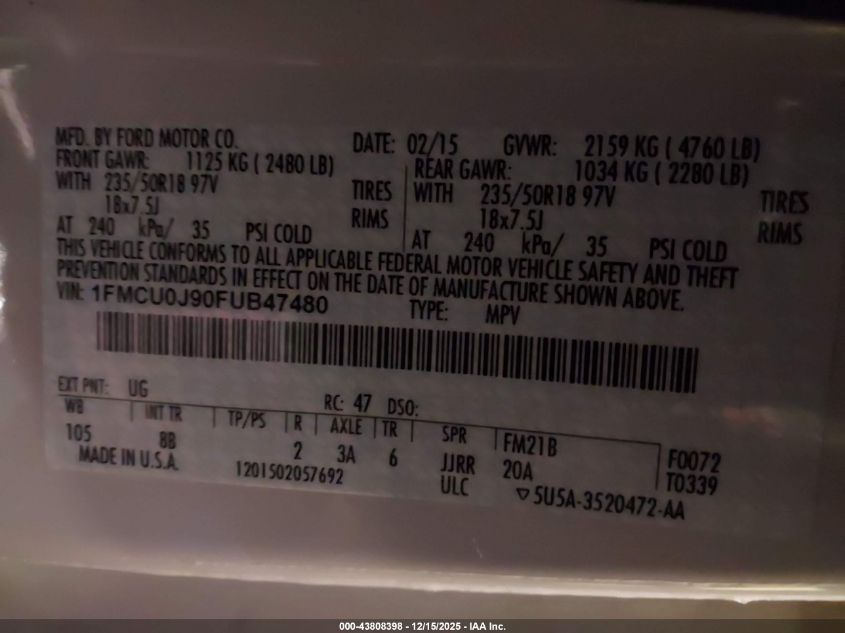 MFD. BY FORD MOTOR CO. DATE: 02/15 GVWR: 2159 KG ( 4760 LB)
FRONT GAWR: 1125 KG ( 2480 LB) REAR GAWR: 1034 KG ( 2280 LB)
WITH 235/50R18 97V TIRES WITH 235/50R18 97V TIRES
18x7.5J RIMS 18x7.5J RIMS
AT 240 kPa/ 35 PSI COLD AT 240 kPa/ 35 PSI COLD
THIS VEHICLE CONFORMS TO ALL APPLICABLE FEDERAL MOTOR VEHICLE SAFETY AND THEFT
PREVENTION STANDARDS IN EFFECT ON THE DATE OF MANUFACTURE SHOWN ABOVE.
VIN: 1FMCU0J90FUB47480 TYPE: MPV
EXT PNT: UG RC: 47 DSO:
WB INT TR TP/PS R AXLE TR SPR FM21B F0072
105 8B 2 3A 6 JJRR 20A T0339
MADE IN U.S.A. 1201502057692 ULC ▽5U5A-3520472-AA
000-43808398 - 12/15/2025 - IAA Inc.